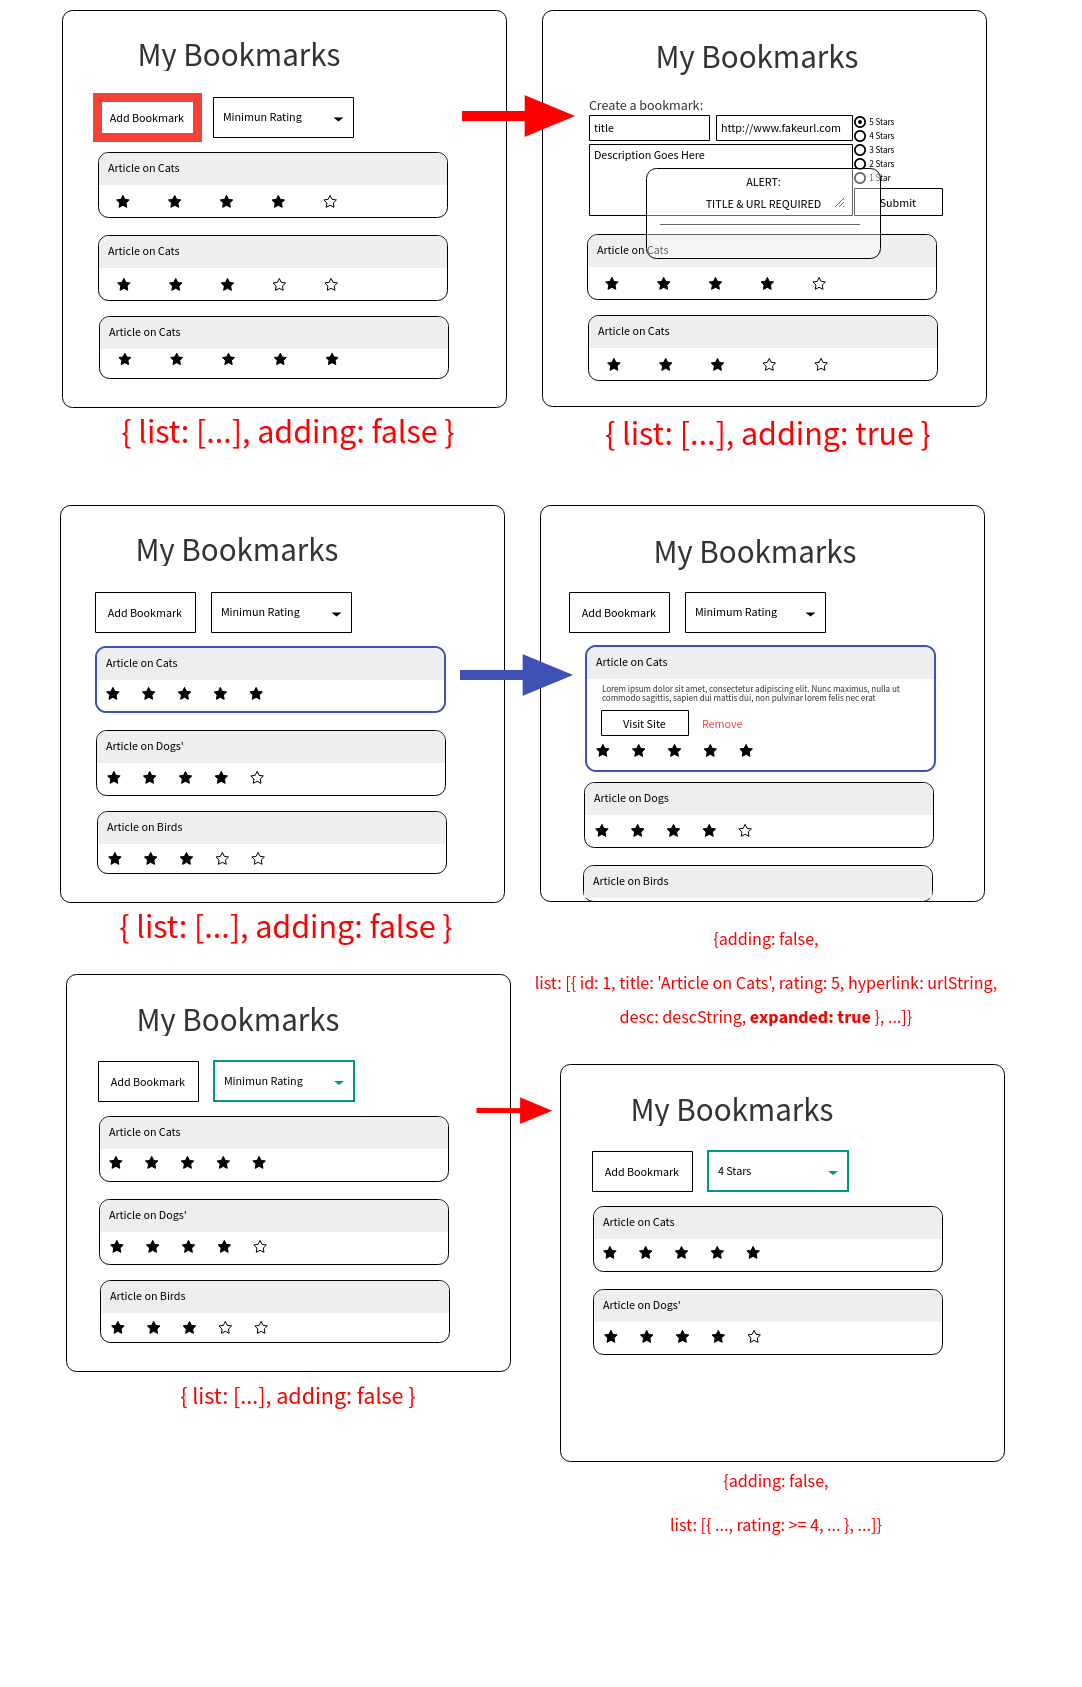 My Bookmarks
Add Bookmark
Minimun Rating
Article on Cats
Article on Cats
Article on Cats
{ list: [...], adding: false }
My Bookmarks
Create a bookmark:
title
http://www.fakeurl.com
5 Stars
4 Stars
3 Stars
2 Stars
1 Star
Description Goes Here
ALERT:
TITLE & URL REQUIRED
Submit
Article on Cats
Article on Cats
{ list: [...], adding: true }
My Bookmarks
Add Bookmark
Minimun Rating
Article on Cats
Article on Dogs'
Article on Birds
{ list: [...], adding: false }
My Bookmarks
Add Bookmark
Minimum Rating
Article on Cats
Lorem ipsum dolor sit amet, consectetur adipiscing elit. Nunc maximus, nulla ut
commodo sagittis, sapien dui mattis dui, non pulvinar lorem felis nec erat
Visit Site
Remove
Article on Dogs
Article on Birds
{adding: false,
list: [{ id: 1, title: 'Article on Cats', rating: 5, hyperlink: urlString,
desc: descString, expanded: true }, ...]}
My Bookmarks
Add Bookmark
Minimun Rating
Article on Cats
Article on Dogs'
Article on Birds
{ list: [...], adding: false }
My Bookmarks
Add Bookmark
4 Stars
Article on Cats
Article on Dogs'
{adding: false,
list: [{ ..., rating: >= 4, ... }, ...]}